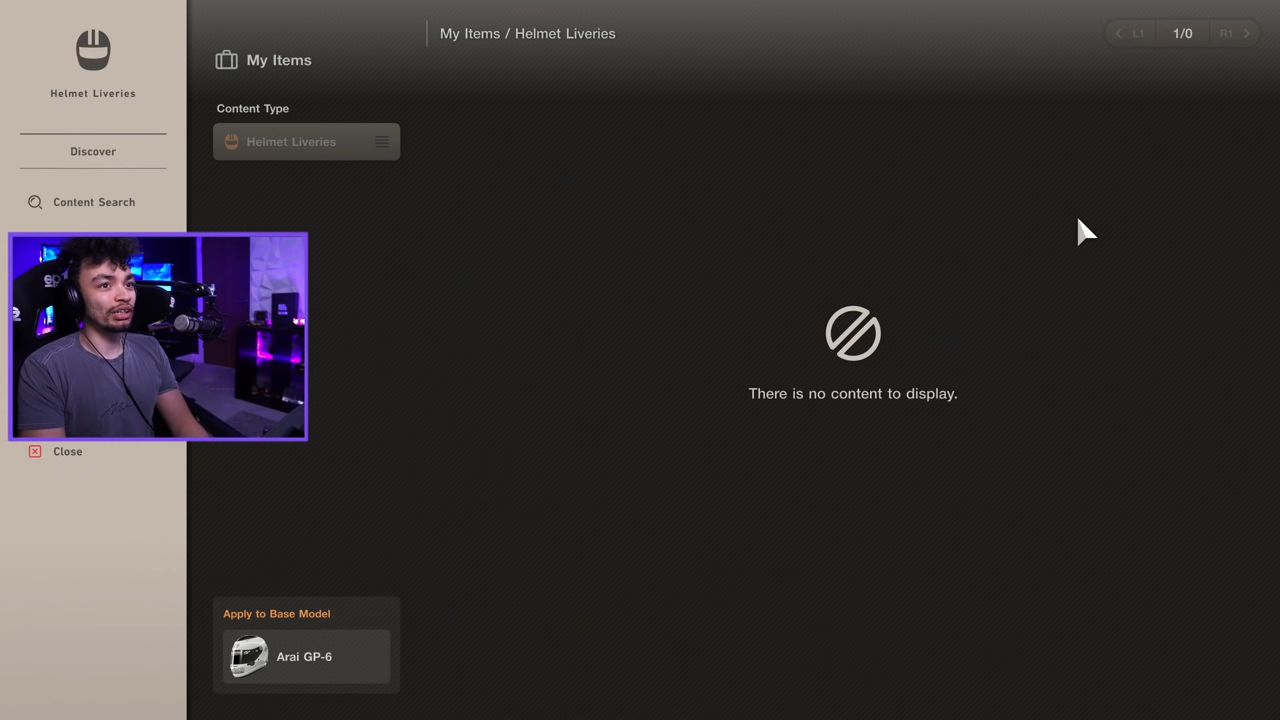 Helmet Liveries
Discover
Content Search
Close
My Items
Content Type
Helmet Liveries
Apply to Base Model
Arai GP-6
My Items / Helmet Liveries
L1
1/0
R1
There is no content to display.